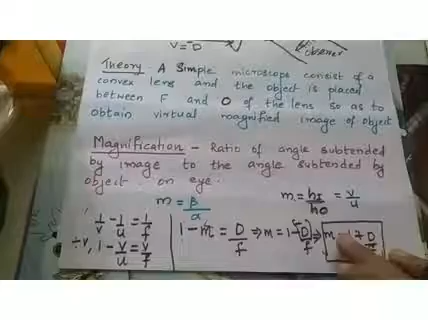 V=-D
observer
Theory A Simple microscope consist of a
convex lens and the object is placed
between F and O of the lens so as to
obtain virtual magnified image of object
Magnification - Ratio of angle subtended
by image to the angle subtended by
object on eye.
m = β/α
m = hI/ho = v/u
1/v - 1/u = 1/f
÷v, 1 - v/u = v/f
1 - m = D/f ⇒ m = 1 - (-D)/f ⇒ m = 1 + D/f